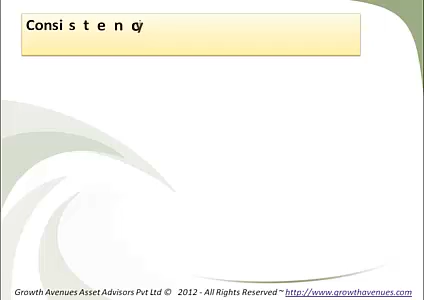 Consistency
Growth Avenues Asset Advisors Pvt Ltd © 2012 - All Rights Reserved ~ http://www.growthavenues.com